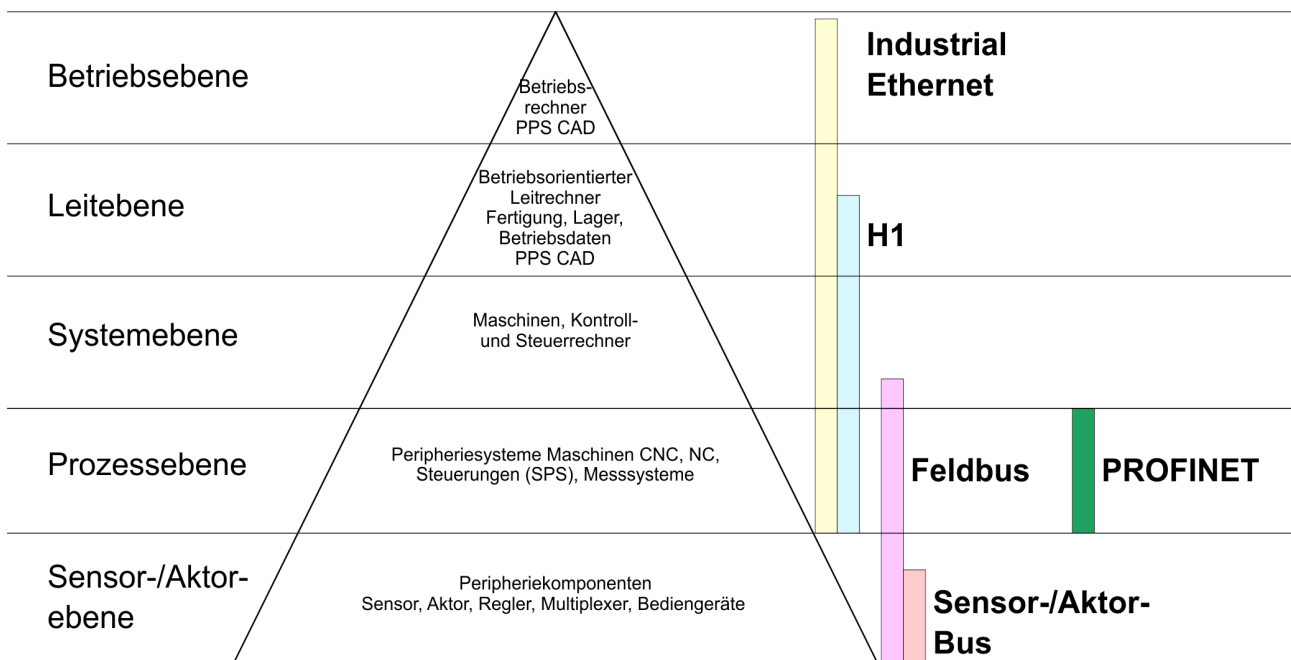 Betriebsebene
Betriebs-
rechner
PPS CAD
Industrial
Ethernet
Leitebene
Betriebsorientierter
Leitrechner
Fertigung, Lager,
Betriebsdaten
PPS CAD
H1
Systemebene
Maschinen, Kontroll-
und Steuerrechner
Prozessebene
Peripheriesysteme Maschinen CNC, NC,
Steuerungen (SPS), Messsysteme
Feldbus
PROFINET
Sensor-/Aktor-
ebene
Peripheriekomponenten
Sensor, Aktor, Regler, Multiplexer, Bediengeräte
Sensor-/Aktor-
Bus